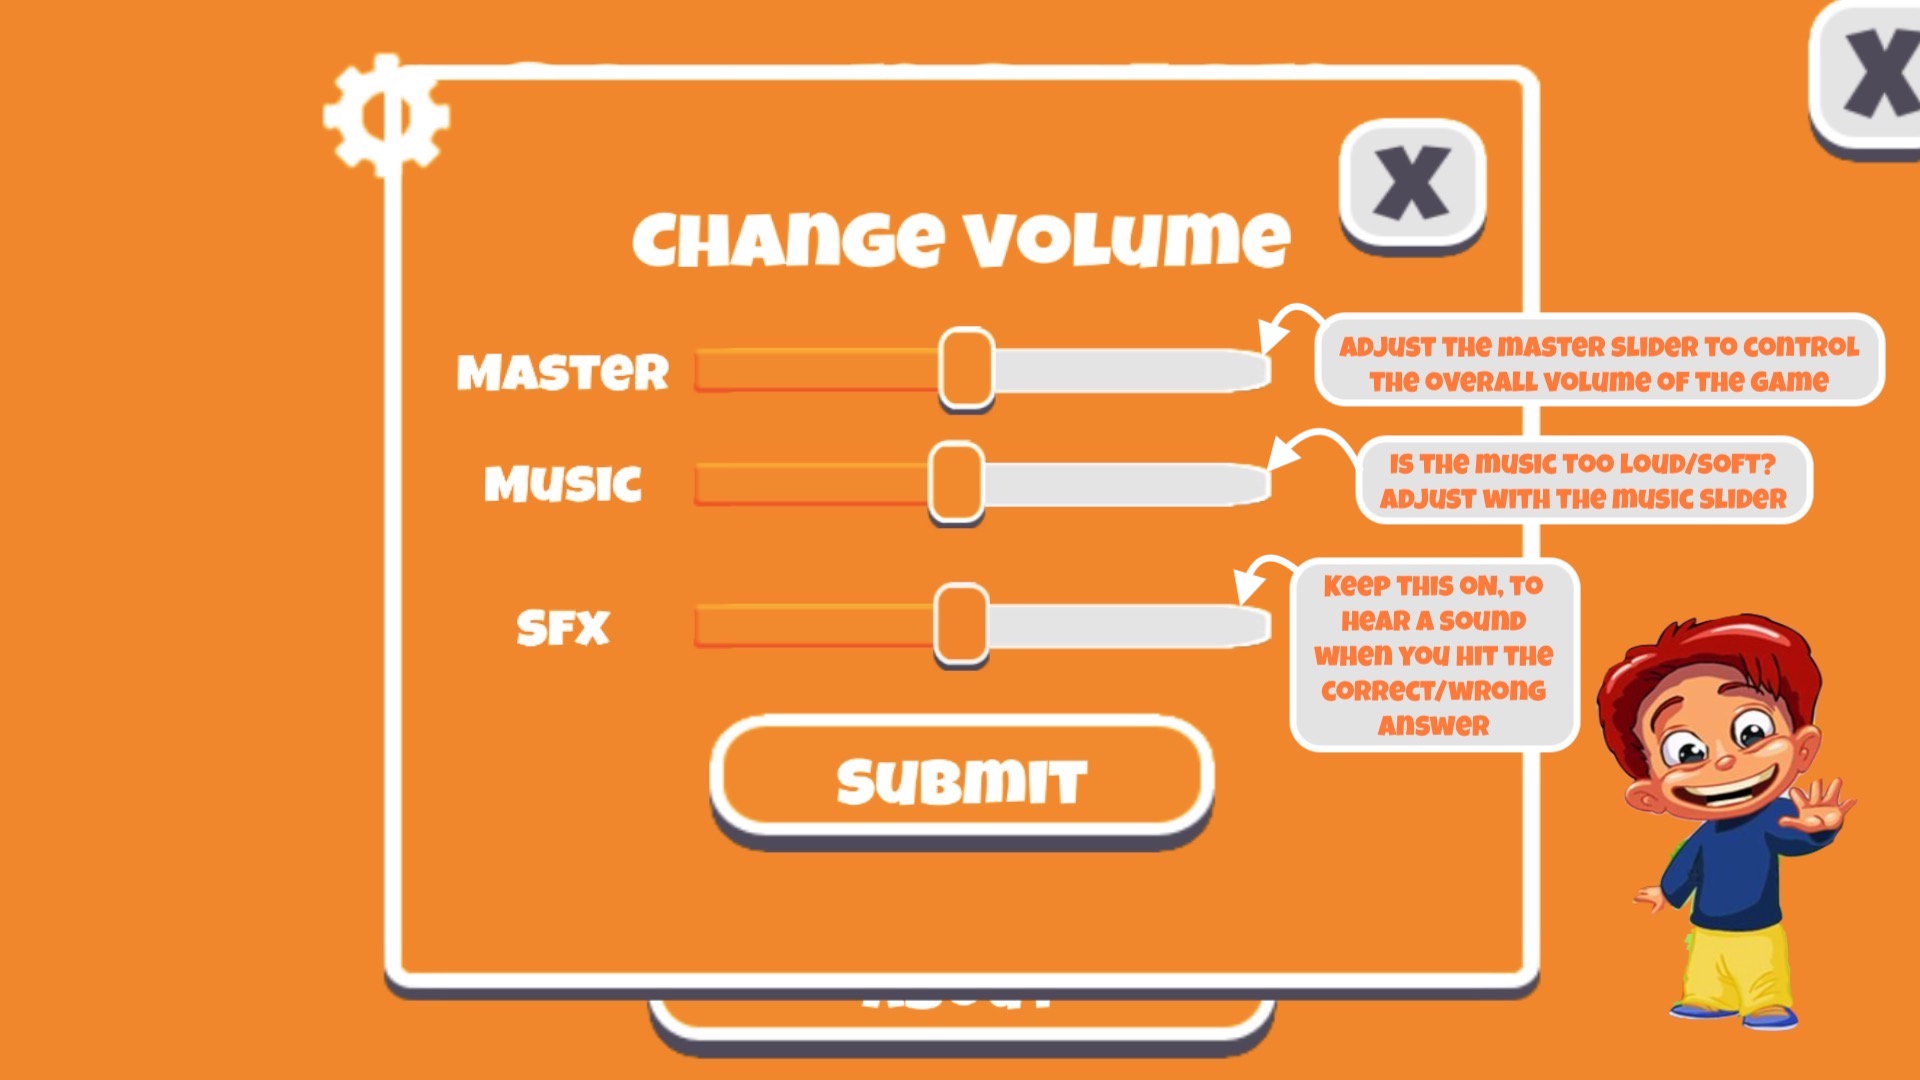 X
X
CHANGE VOLUME
MASTER
ADJUST THE MASTER SLIDER TO CONTROL
THE OVERALL VOLUME OF THE GAME
MUSIC
IS THE MUSIC TOO LOUD/SOFT?
ADJUST WITH THE MUSIC SLIDER
SFX
KEEP THIS ON, TO
HEAR A SOUND
WHEN YOU HIT THE
CORRECT/WRONG
ANSWER
SUBMIT
ABOUT